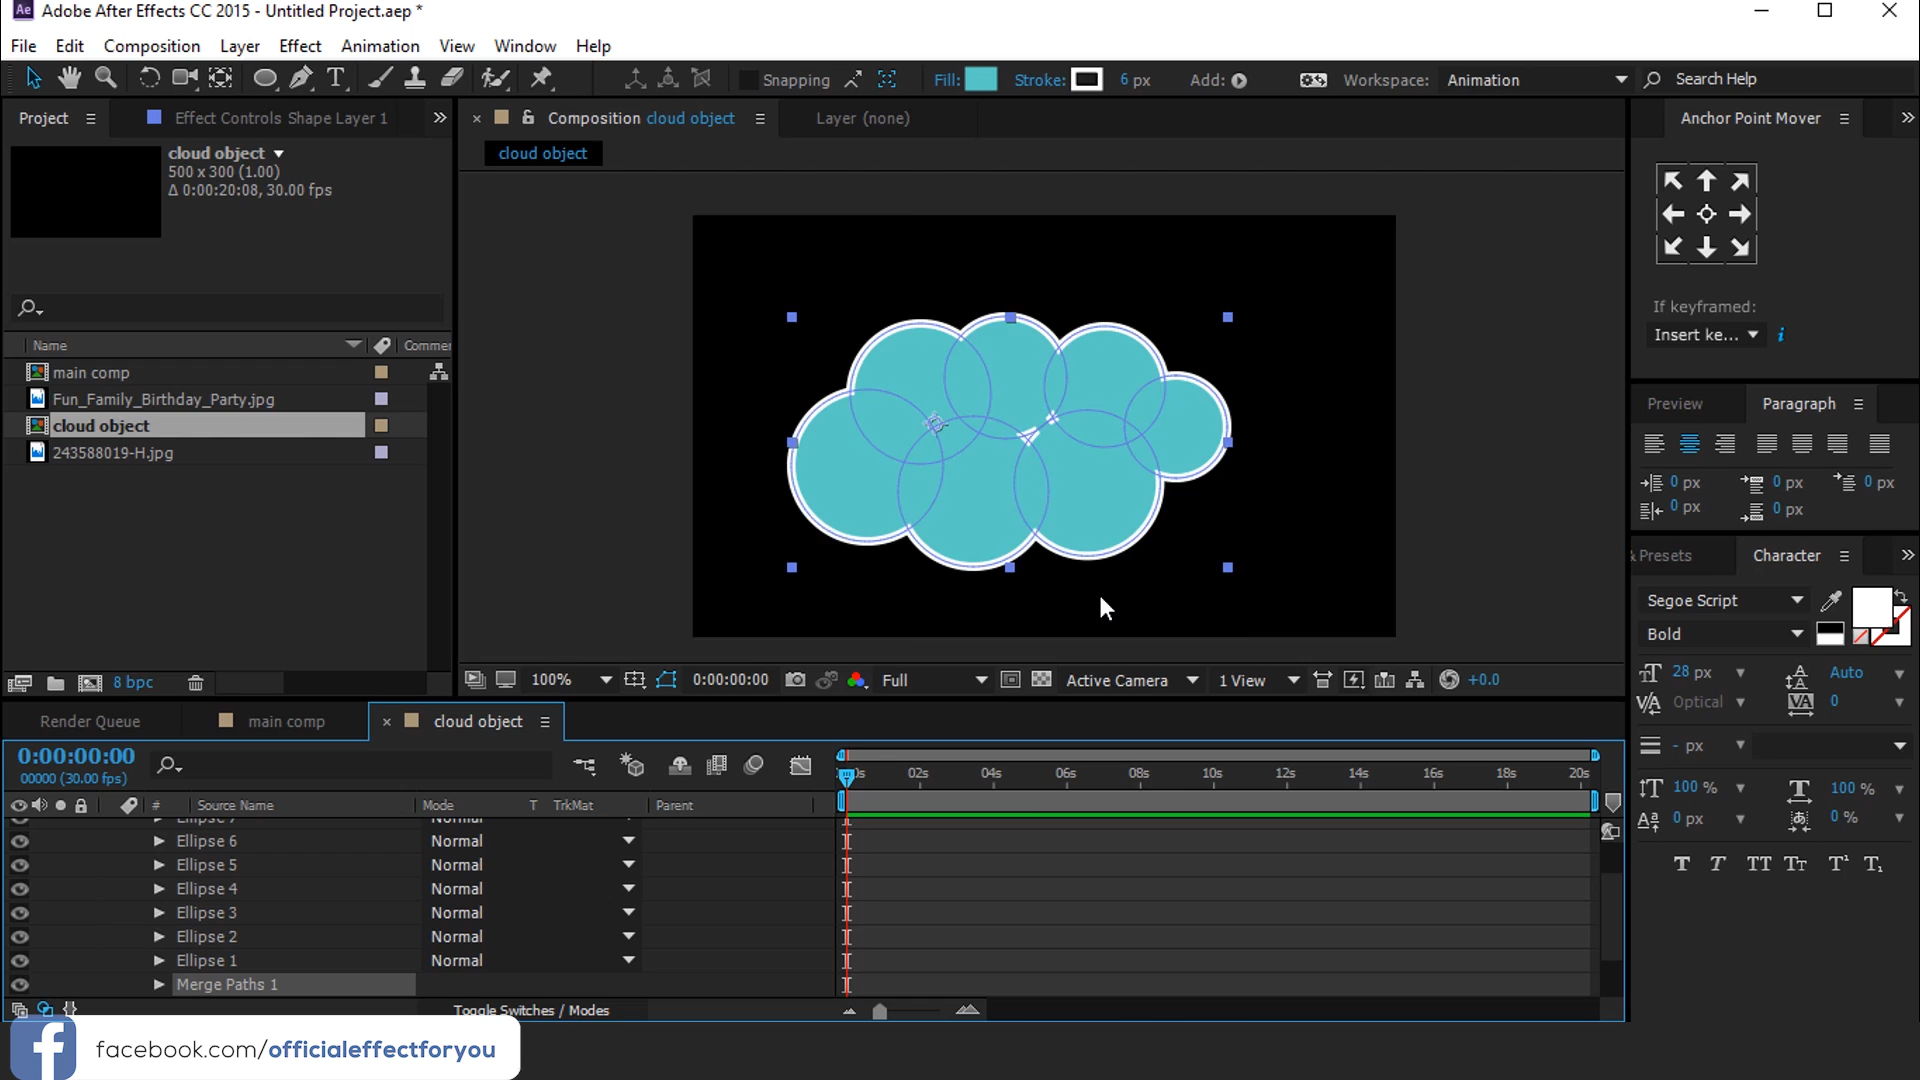 Ae Adobe After Effects CC 2015 - Untitled Project.aep *
File Edit Composition Layer Effect Animation View Window Help
Snapping Fill: Stroke: 6 px Add: Workspace: Animation Search Help
Project Effect Controls Shape Layer 1 Composition cloud object Layer (none) Anchor Point Mover
cloud object
500 x 300 (1.00)
Δ 0:00:20:08, 30.00 fps
cloud object
If keyframed:
Insert ke...
Name Commer
main comp
Fun_Family_Birthday_Party.jpg
cloud object
243588019-H.jpg
Preview Paragraph
0 px 0 px 0 px
0 px 0 px
& Presets Character
Segoe Script
Bold
28 px Auto
Optical 0
- px
100 % 100 %
0 px 0 %
T T TT Tt T¹ T₁
8 bpc 100% 0:00:00:00 Full Active Camera 1 View +0.0
Render Queue main comp cloud object
0:00:00:00
00000 (30.00 fps)
02s 04s 06s 08s 10s 12s 14s 16s 18s 20s
# Source Name Mode T TrkMat Parent
Ellipse 7 Normal
Ellipse 6 Normal
Ellipse 5 Normal
Ellipse 4 Normal
Ellipse 3 Normal
Ellipse 2 Normal
Ellipse 1 Normal
Merge Paths 1
Toggle Switches / Modes
facebook.com/officialeffectforyou